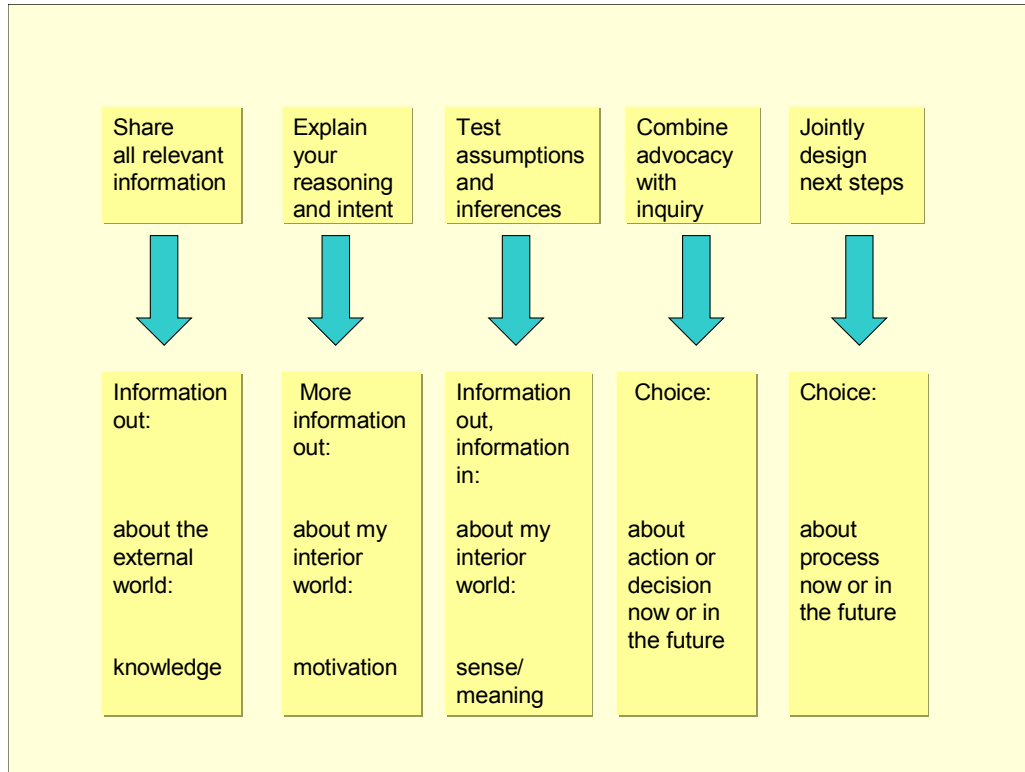 Share
all relevant
information
Explain
your
reasoning
and intent
Test
assumptions
and
inferences
Combine
advocacy
with
inquiry
Jointly
design
next steps
Information
out:
about the
external
world:
knowledge
More
information
out:
about my
interior
world:
motivation
Information
out,
information
in:
about my
interior
world:
sense/
meaning
Choice:
about
action or
decision
now or in
the future
Choice:
about
process
now or in
the future